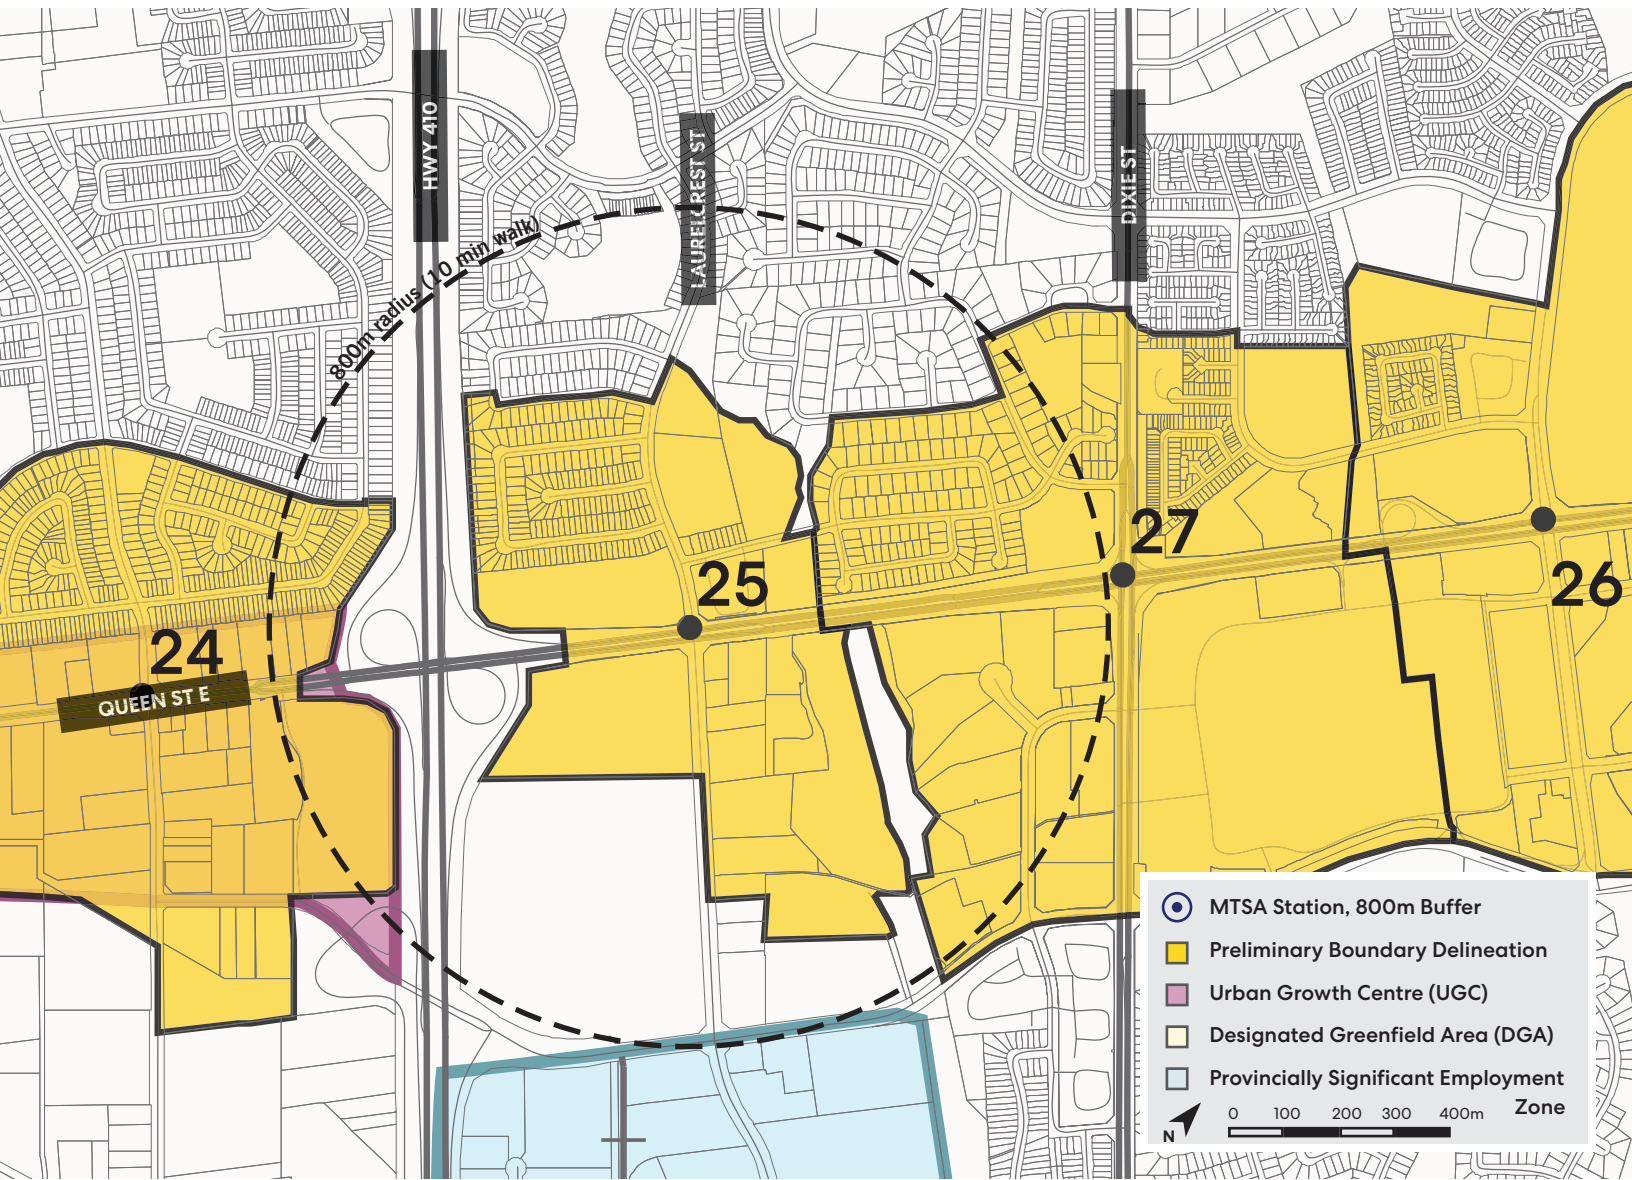 HWY 410
LAURELCREST ST
DIXIE ST
800m radius (10 min walk)
27
25
26
24
QUEEN ST E
MTSA Station, 800m Buffer
Preliminary Boundary Delineation
Urban Growth Centre (UGC)
Designated Greenfield Area (DGA)
Provincially Significant Employment
Zone
0 100 200 300 400m
N